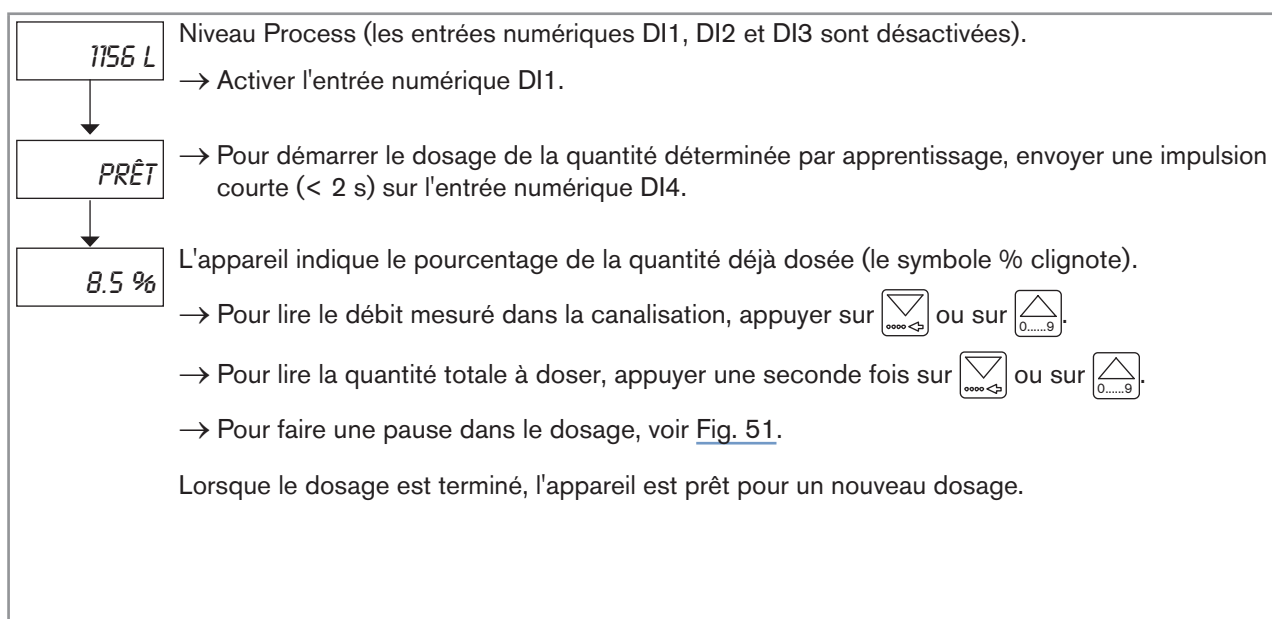 1156 L
Niveau Process (les entrées numériques DI1, DI2 et DI3 sont désactivées).
→ Activer l'entrée numérique DI1.
PRÊT
→ Pour démarrer le dosage de la quantité déterminée par apprentissage, envoyer une impulsion
courte (< 2 s) sur l'entrée numérique DI4.
8.5 %
L'appareil indique le pourcentage de la quantité déjà dosée (le symbole % clignote).
→ Pour lire le débit mesuré dans la canalisation, appuyer sur ou sur 0......9.
→ Pour lire la quantité totale à doser, appuyer une seconde fois sur ou sur 0......9.
→ Pour faire une pause dans le dosage, voir Fig. 51.
Lorsque le dosage est terminé, l'appareil est prêt pour un nouveau dosage.